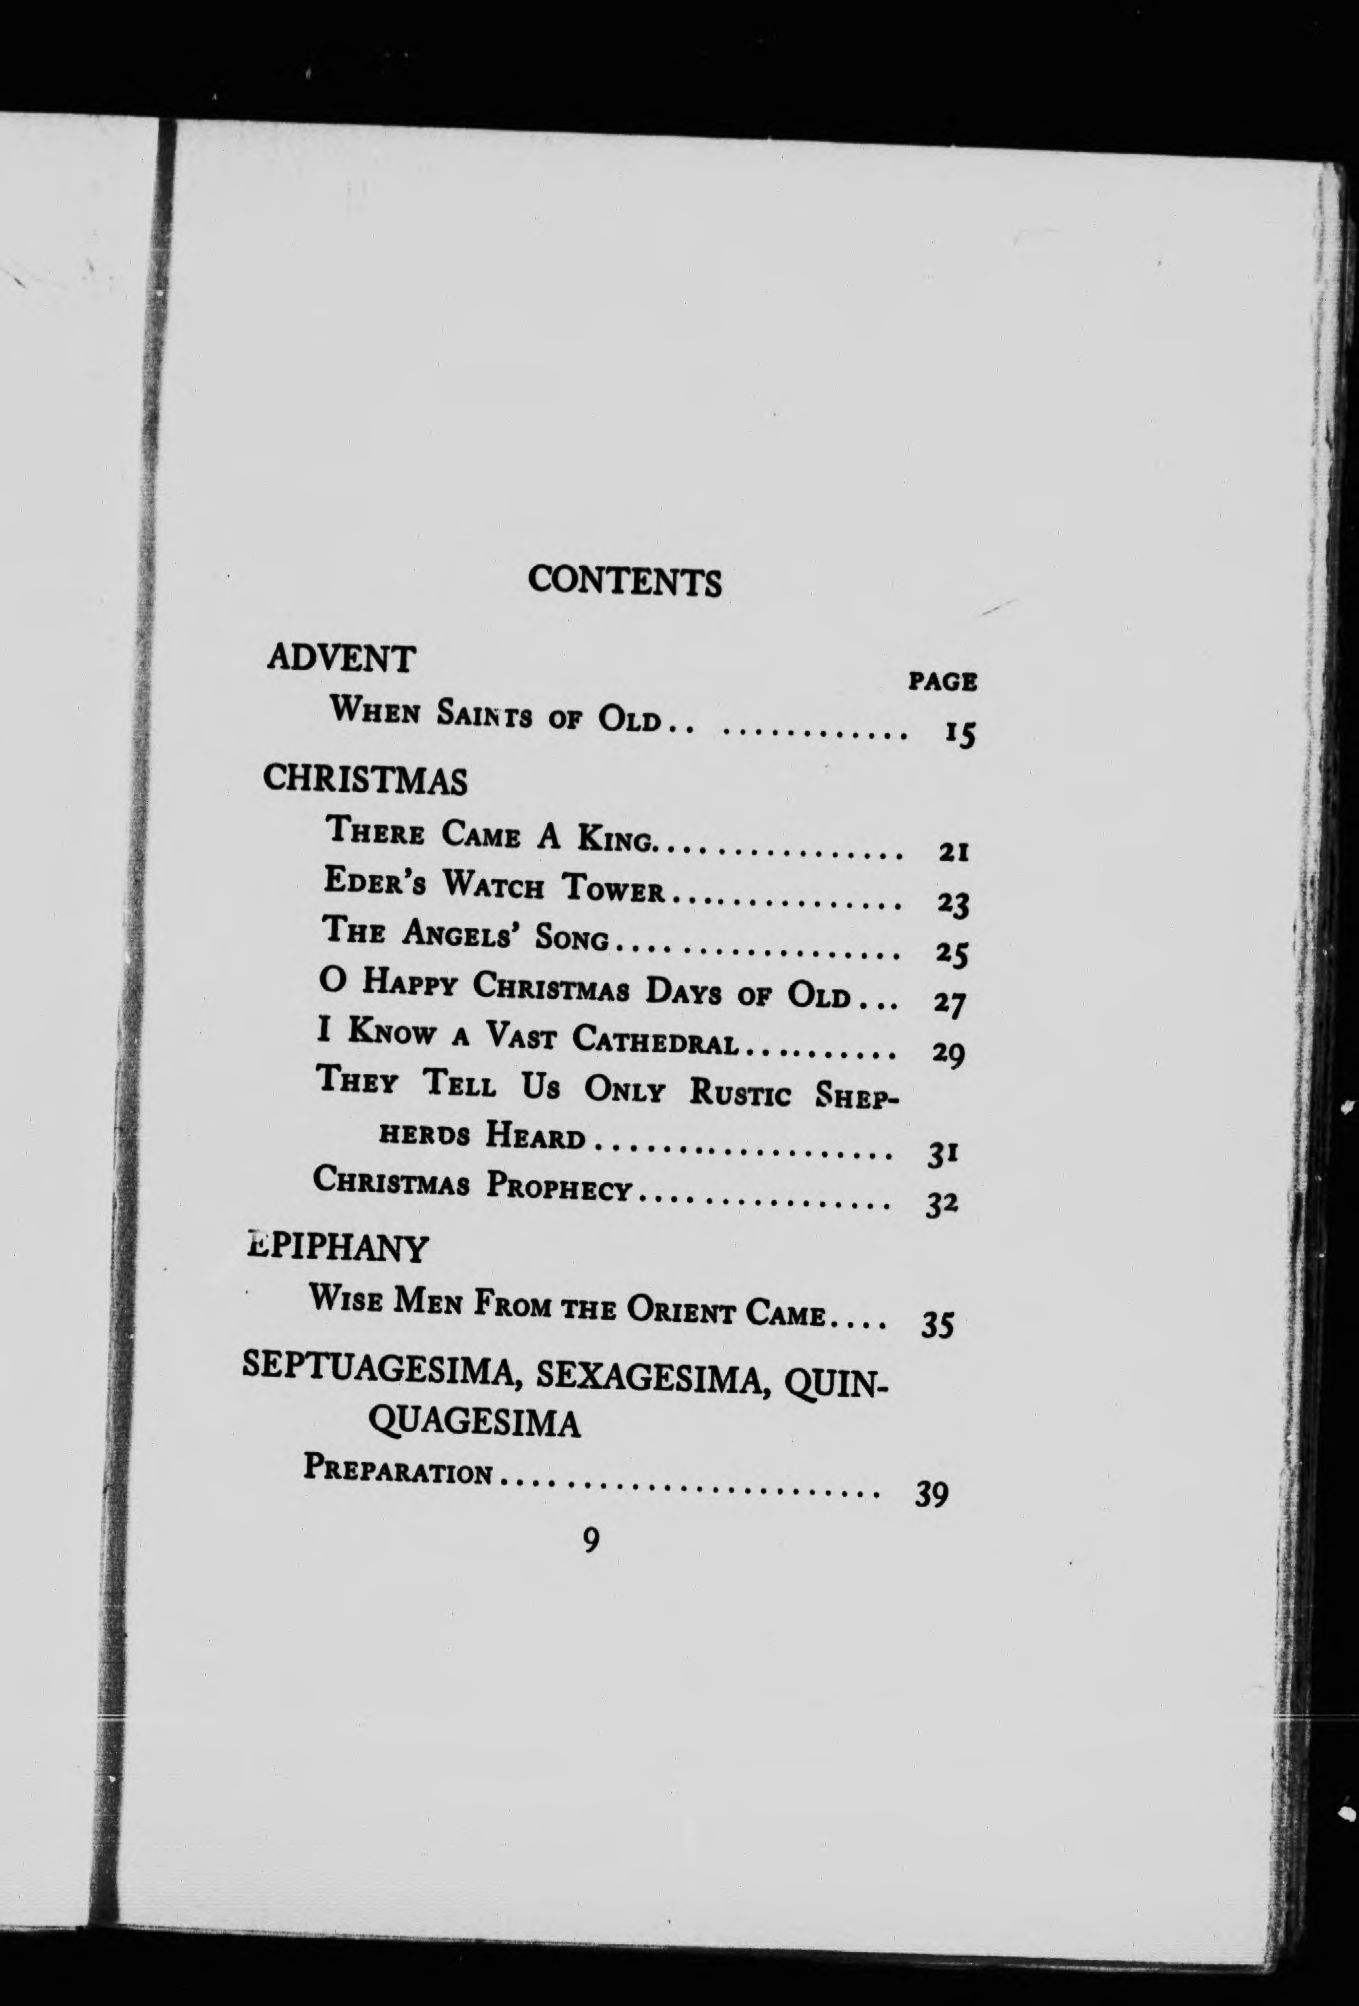 CONTENTS
ADVENT
PAGE
When Saints of Old.. ............ 15
CHRISTMAS
There Came A King................ 21
Eder's Watch Tower............... 23
The Angels' Song.................. 25
O Happy Christmas Days of Old... 27
I Know a Vast Cathedral.......... 29
They Tell Us Only Rustic Shep-
herds Heard................... 31
Christmas Prophecy................ 32
EPIPHANY
Wise Men From the Orient Came.... 35
SEPTUAGESIMA, SEXAGESIMA, QUIN-
QUAGESIMA
Preparation........................ 39
9